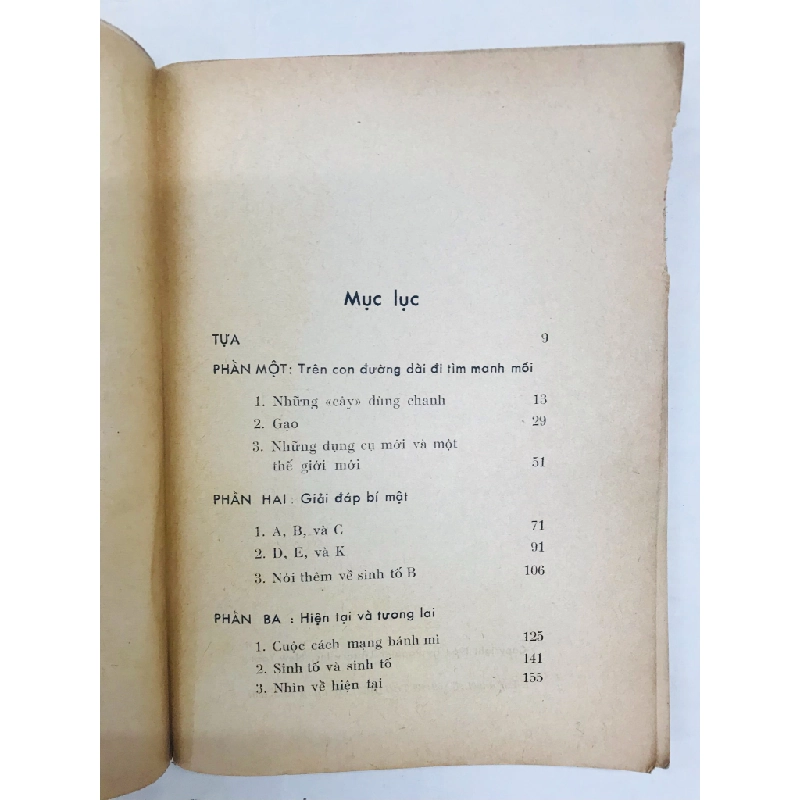 Mục lục
TỰA 9
PHẦN MỘT: Trên con đường dài đi tìm manh mối
1. Những «cây» dùng chanh 13
2. Gạo 29
3. Những dụng cụ mới và một
thế giới mới 51
PHẦN HAI: Giải đáp bí mật
1. A, B, và C 71
2. D, E, và K 91
3. Nói thêm về sinh tố B 106
PHẦN BA : Hiện tại và tương lai
1. Cuộc cách mạng bánh mì 125
2. Sinh tố và sinh tố 141
3. Nhìn về hiện tại 155